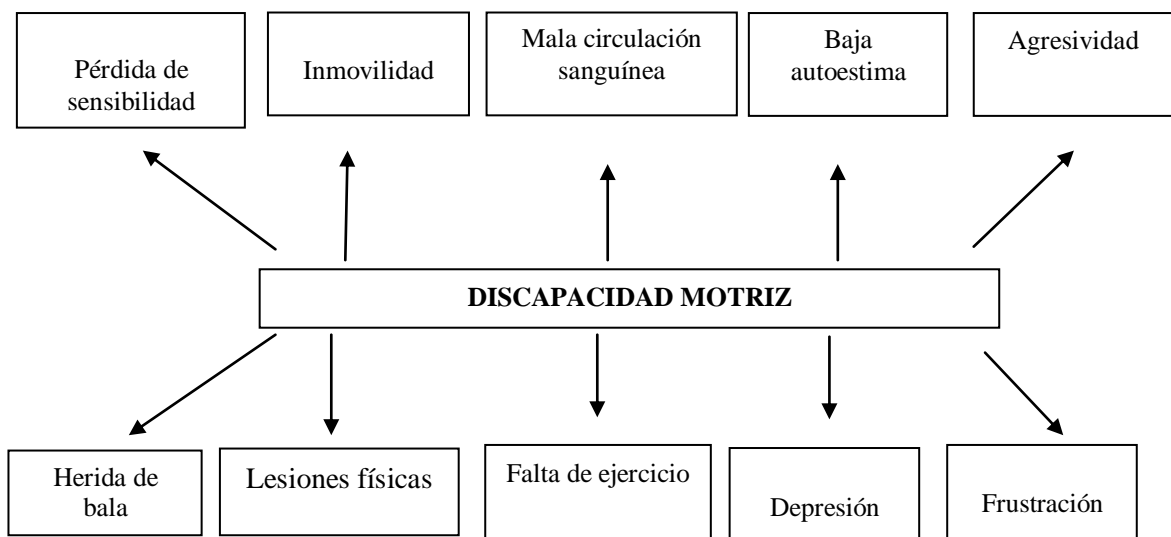 Pérdida de
sensibilidad
Inmovilidad
Mala circulación
sanguínea
Baja
autoestima
Agresividad
DISCAPACIDAD MOTRIZ
Herida de
bala
Lesiones físicas
Falta de ejercicio
Depresión
Frustración